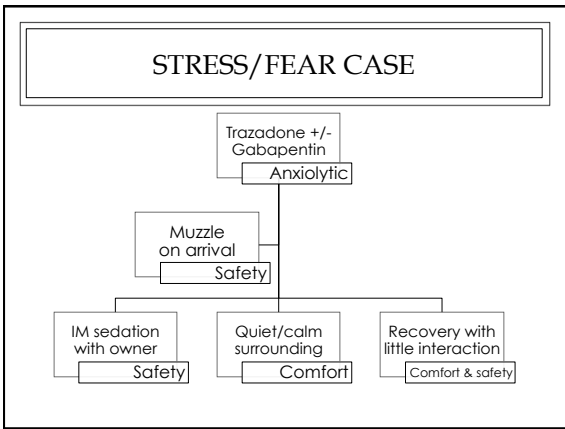 STRESS/FEAR CASE
Trazadone +/-
Gabapentin
Anxiolytic
Muzzle
on arrival
Safety
IM sedation
with owner
Safety
Quiet/calm
surrounding
Comfort
Recovery with
little interaction
Comfort & safety